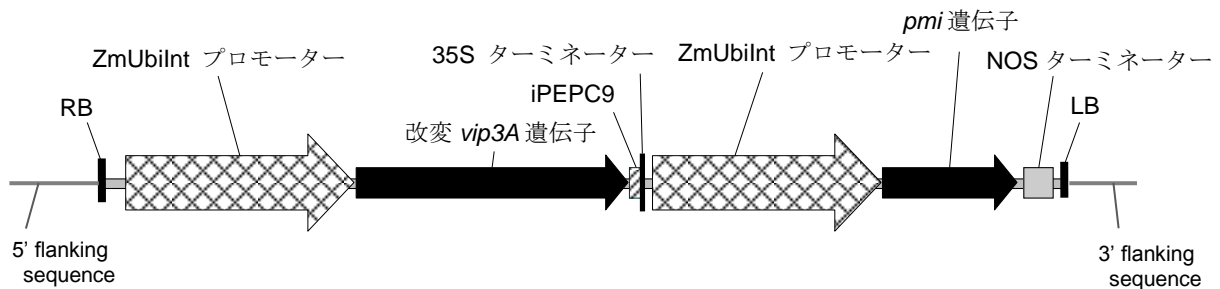 pmi 遺伝子
ZmUbiInt プロモーター
35S ターミネーター
ZmUbiInt プロモーター
NOS ターミネーター
iPEPC9
RB
LB
改変 vip3A 遺伝子
5’ flanking
sequence
3’ flanking
sequence